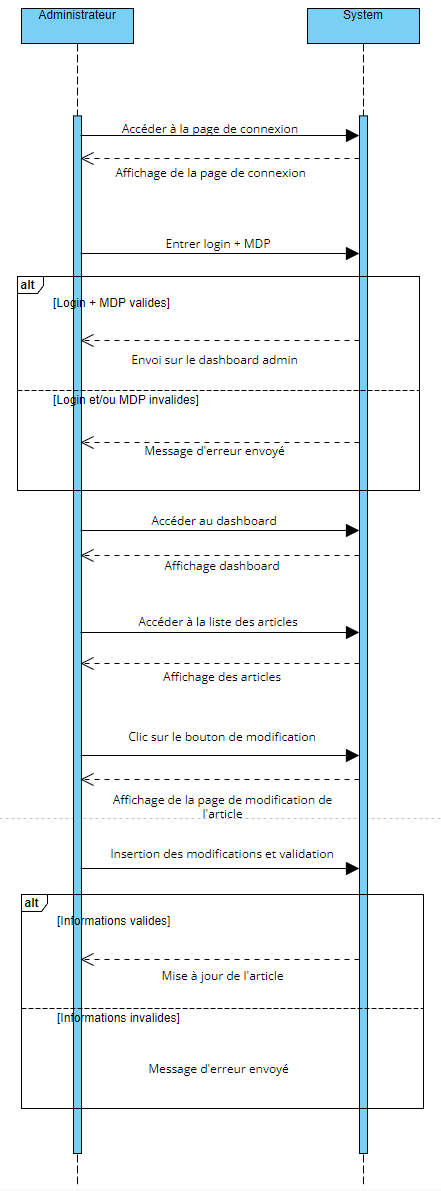 Administrateur
System
Accéder à la page de connexion
Affichage de la page de connexion
Entrer login + MDP
alt
[Login + MDP valides]
Envoi sur le dashboard admin
[Login et/ou MDP invalides]
Message d'erreur envoyé
Accéder au dashboard
Affichage dashboard
Accéder à la liste des articles
Affichage des articles
Clic sur le bouton de modification
Affichage de la page de modification de
l'article
Insertion des modifications et validation
alt
[Informations valides]
Mise à jour de l'article
[Informations invalides]
Message d'erreur envoyé